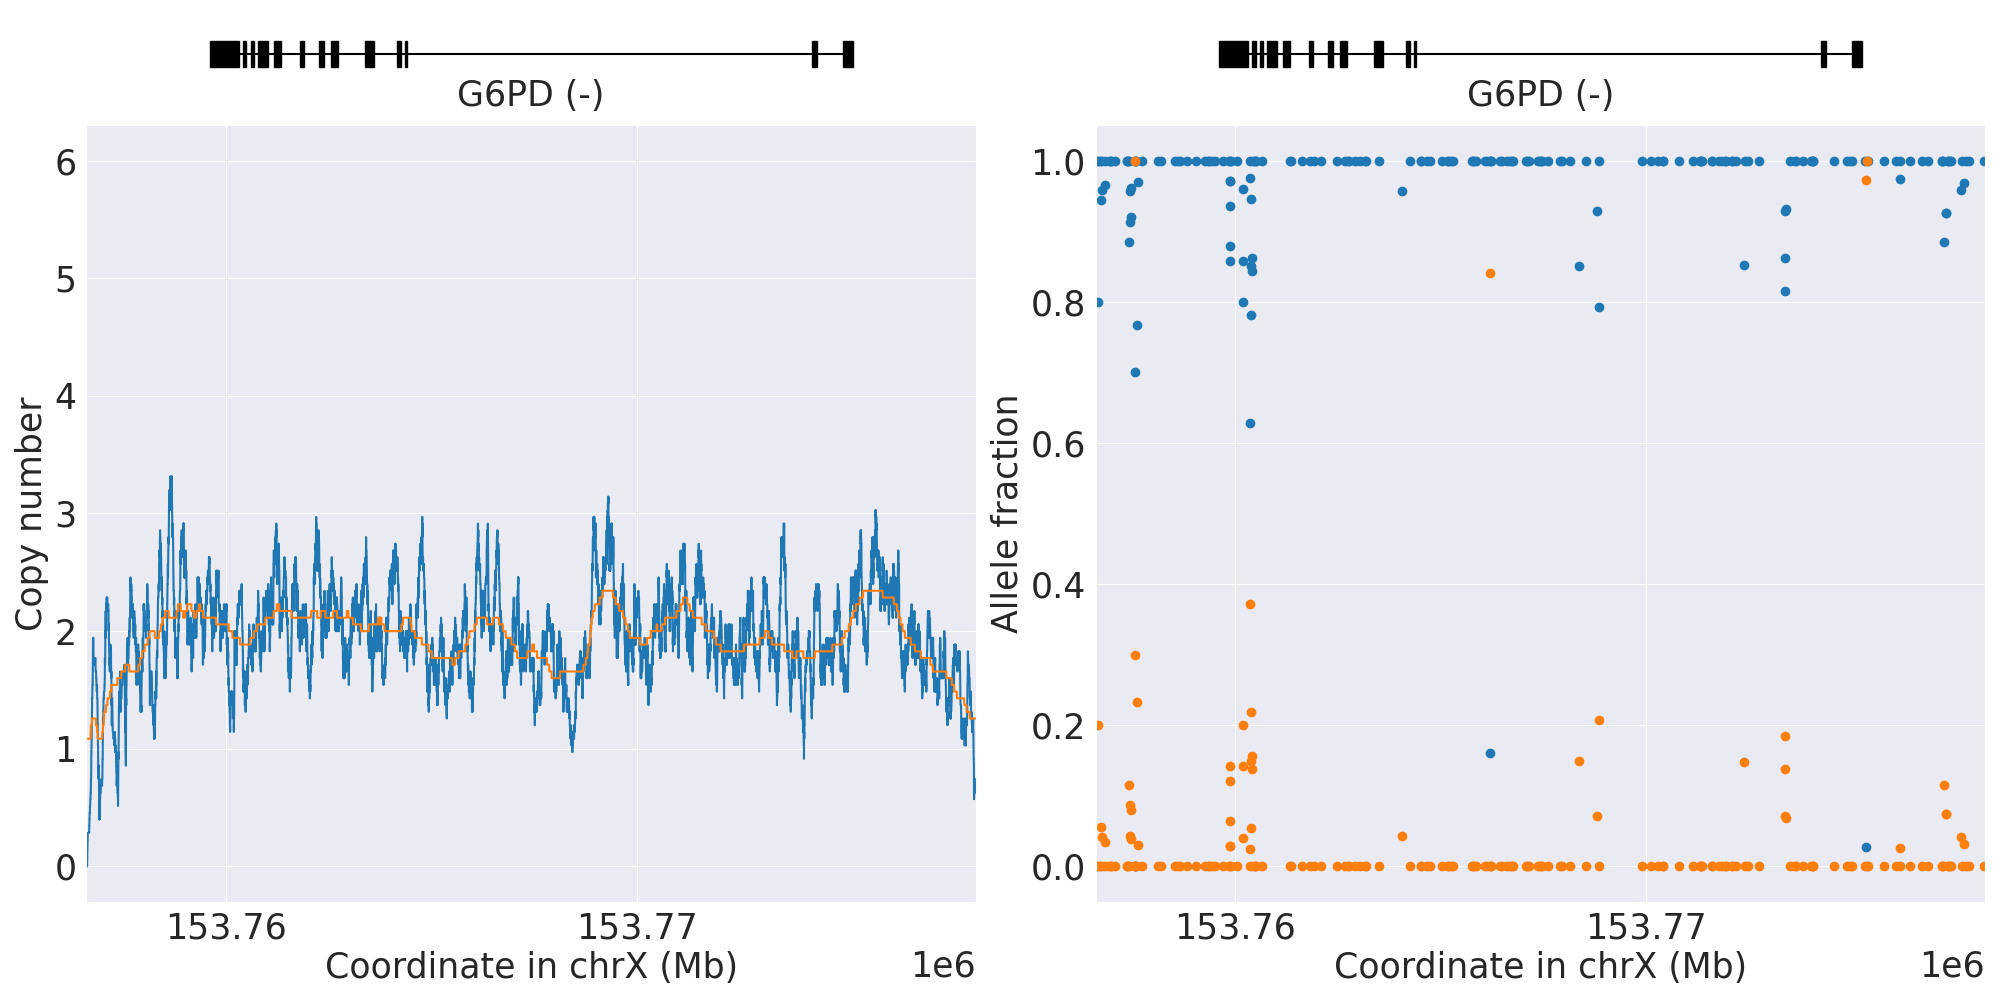 G6PD (-)
6
5
4
3
2
1
0
Copy number
153.76
153.77
Coordinate in chrX (Mb)
1e6
G6PD (-)
1.0
0.8
0.6
0.4
0.2
0.0
Allele fraction
153.76
153.77
Coordinate in chrX (Mb)
1e6